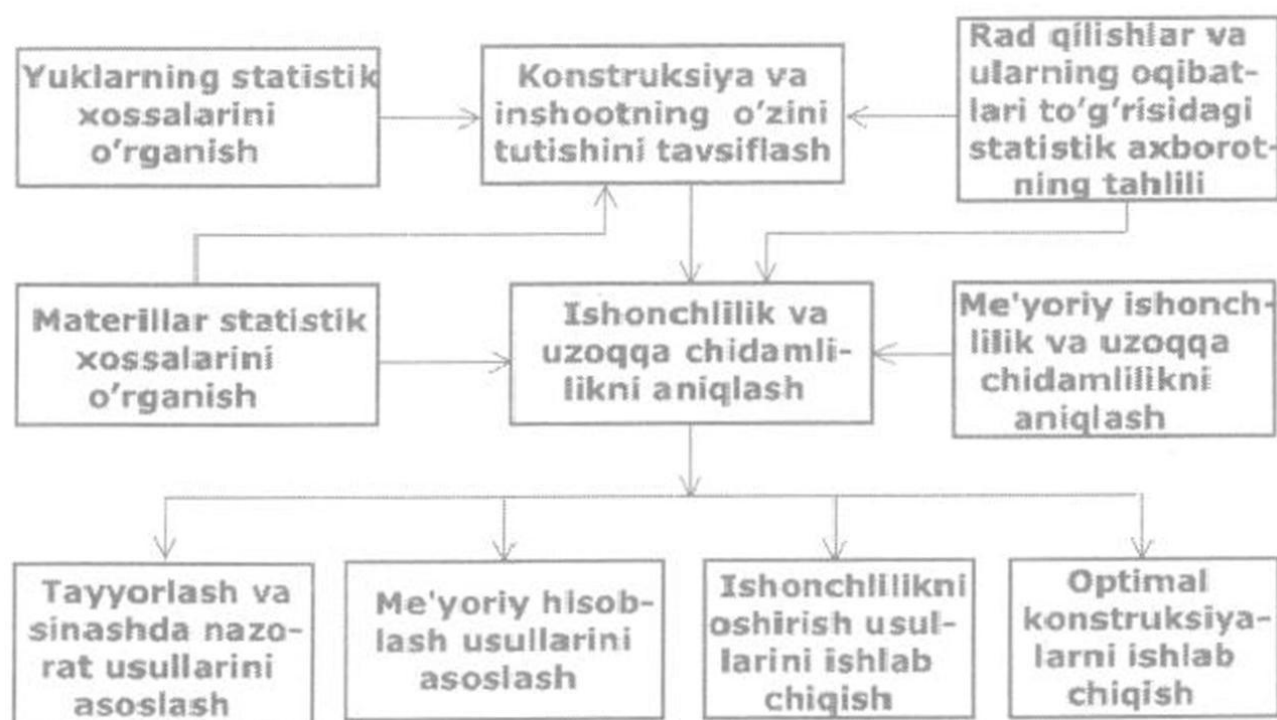 Yuklarning statistik
xossalarini
o'rganish
Konstruksiya va
inshootning o'zini
tutishini tavsiflash
Rad qilishlar va
ularning oqibat-
lari to'g'risidagi
statistik axborot-
ning tahlili
Materillar statistik
xossalarini
o'rganish
Ishonchlilik va
uzoqqa chidamli-
likni aniqlash
Me'yoriy ishonch-
lilik va uzoqqa
chidamlilikni
aniqlash
Tayyorlash va
sinashda nazo-
rat usullarini
asoslash
Me'yoriy hisob-
lash usullarini
asoslash
Ishonchlilikni
oshirish usul-
larini ishlab
chiqish
Optimal
konstruksiya-
larni ishlab
chiqish